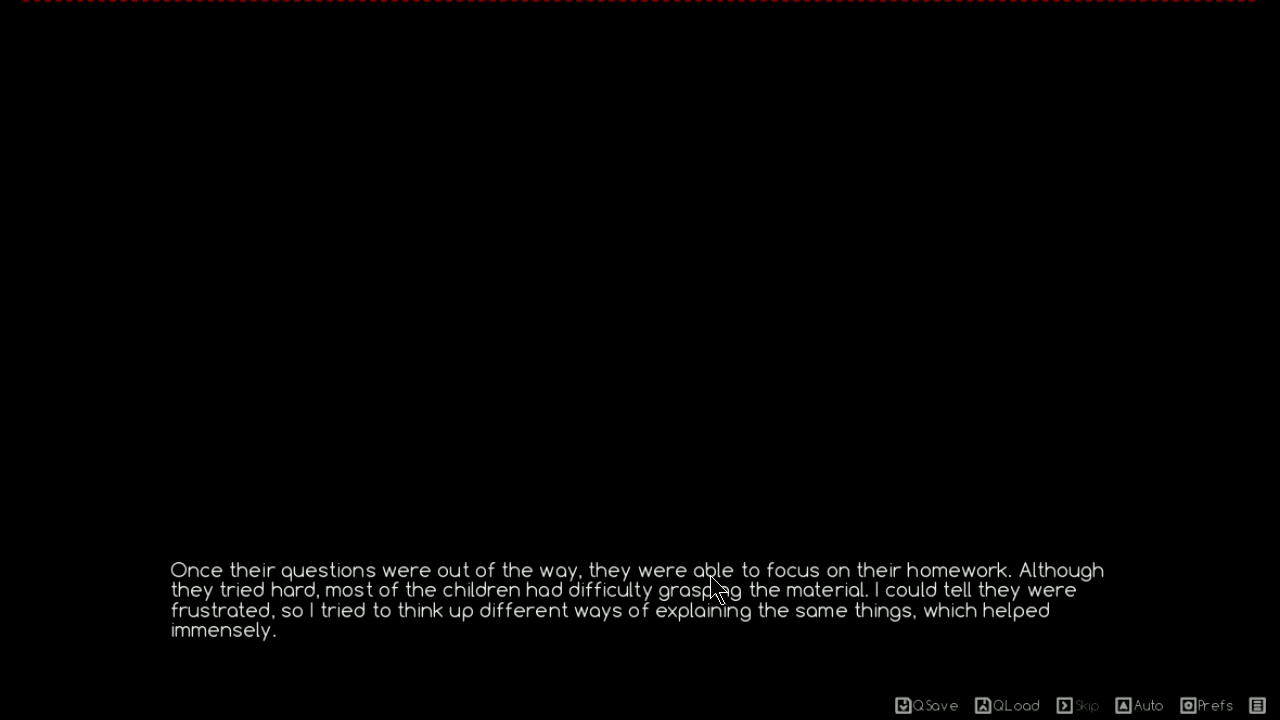 Once their questions were out of the way, they were able to focus on their homework. Although
they tried hard, most of the children had difficulty grasping the material. I could tell they were
frustrated, so I tried to think up different ways of explaining the same things, which helped
immensely.
QSave QLoad Skip Auto Prefs